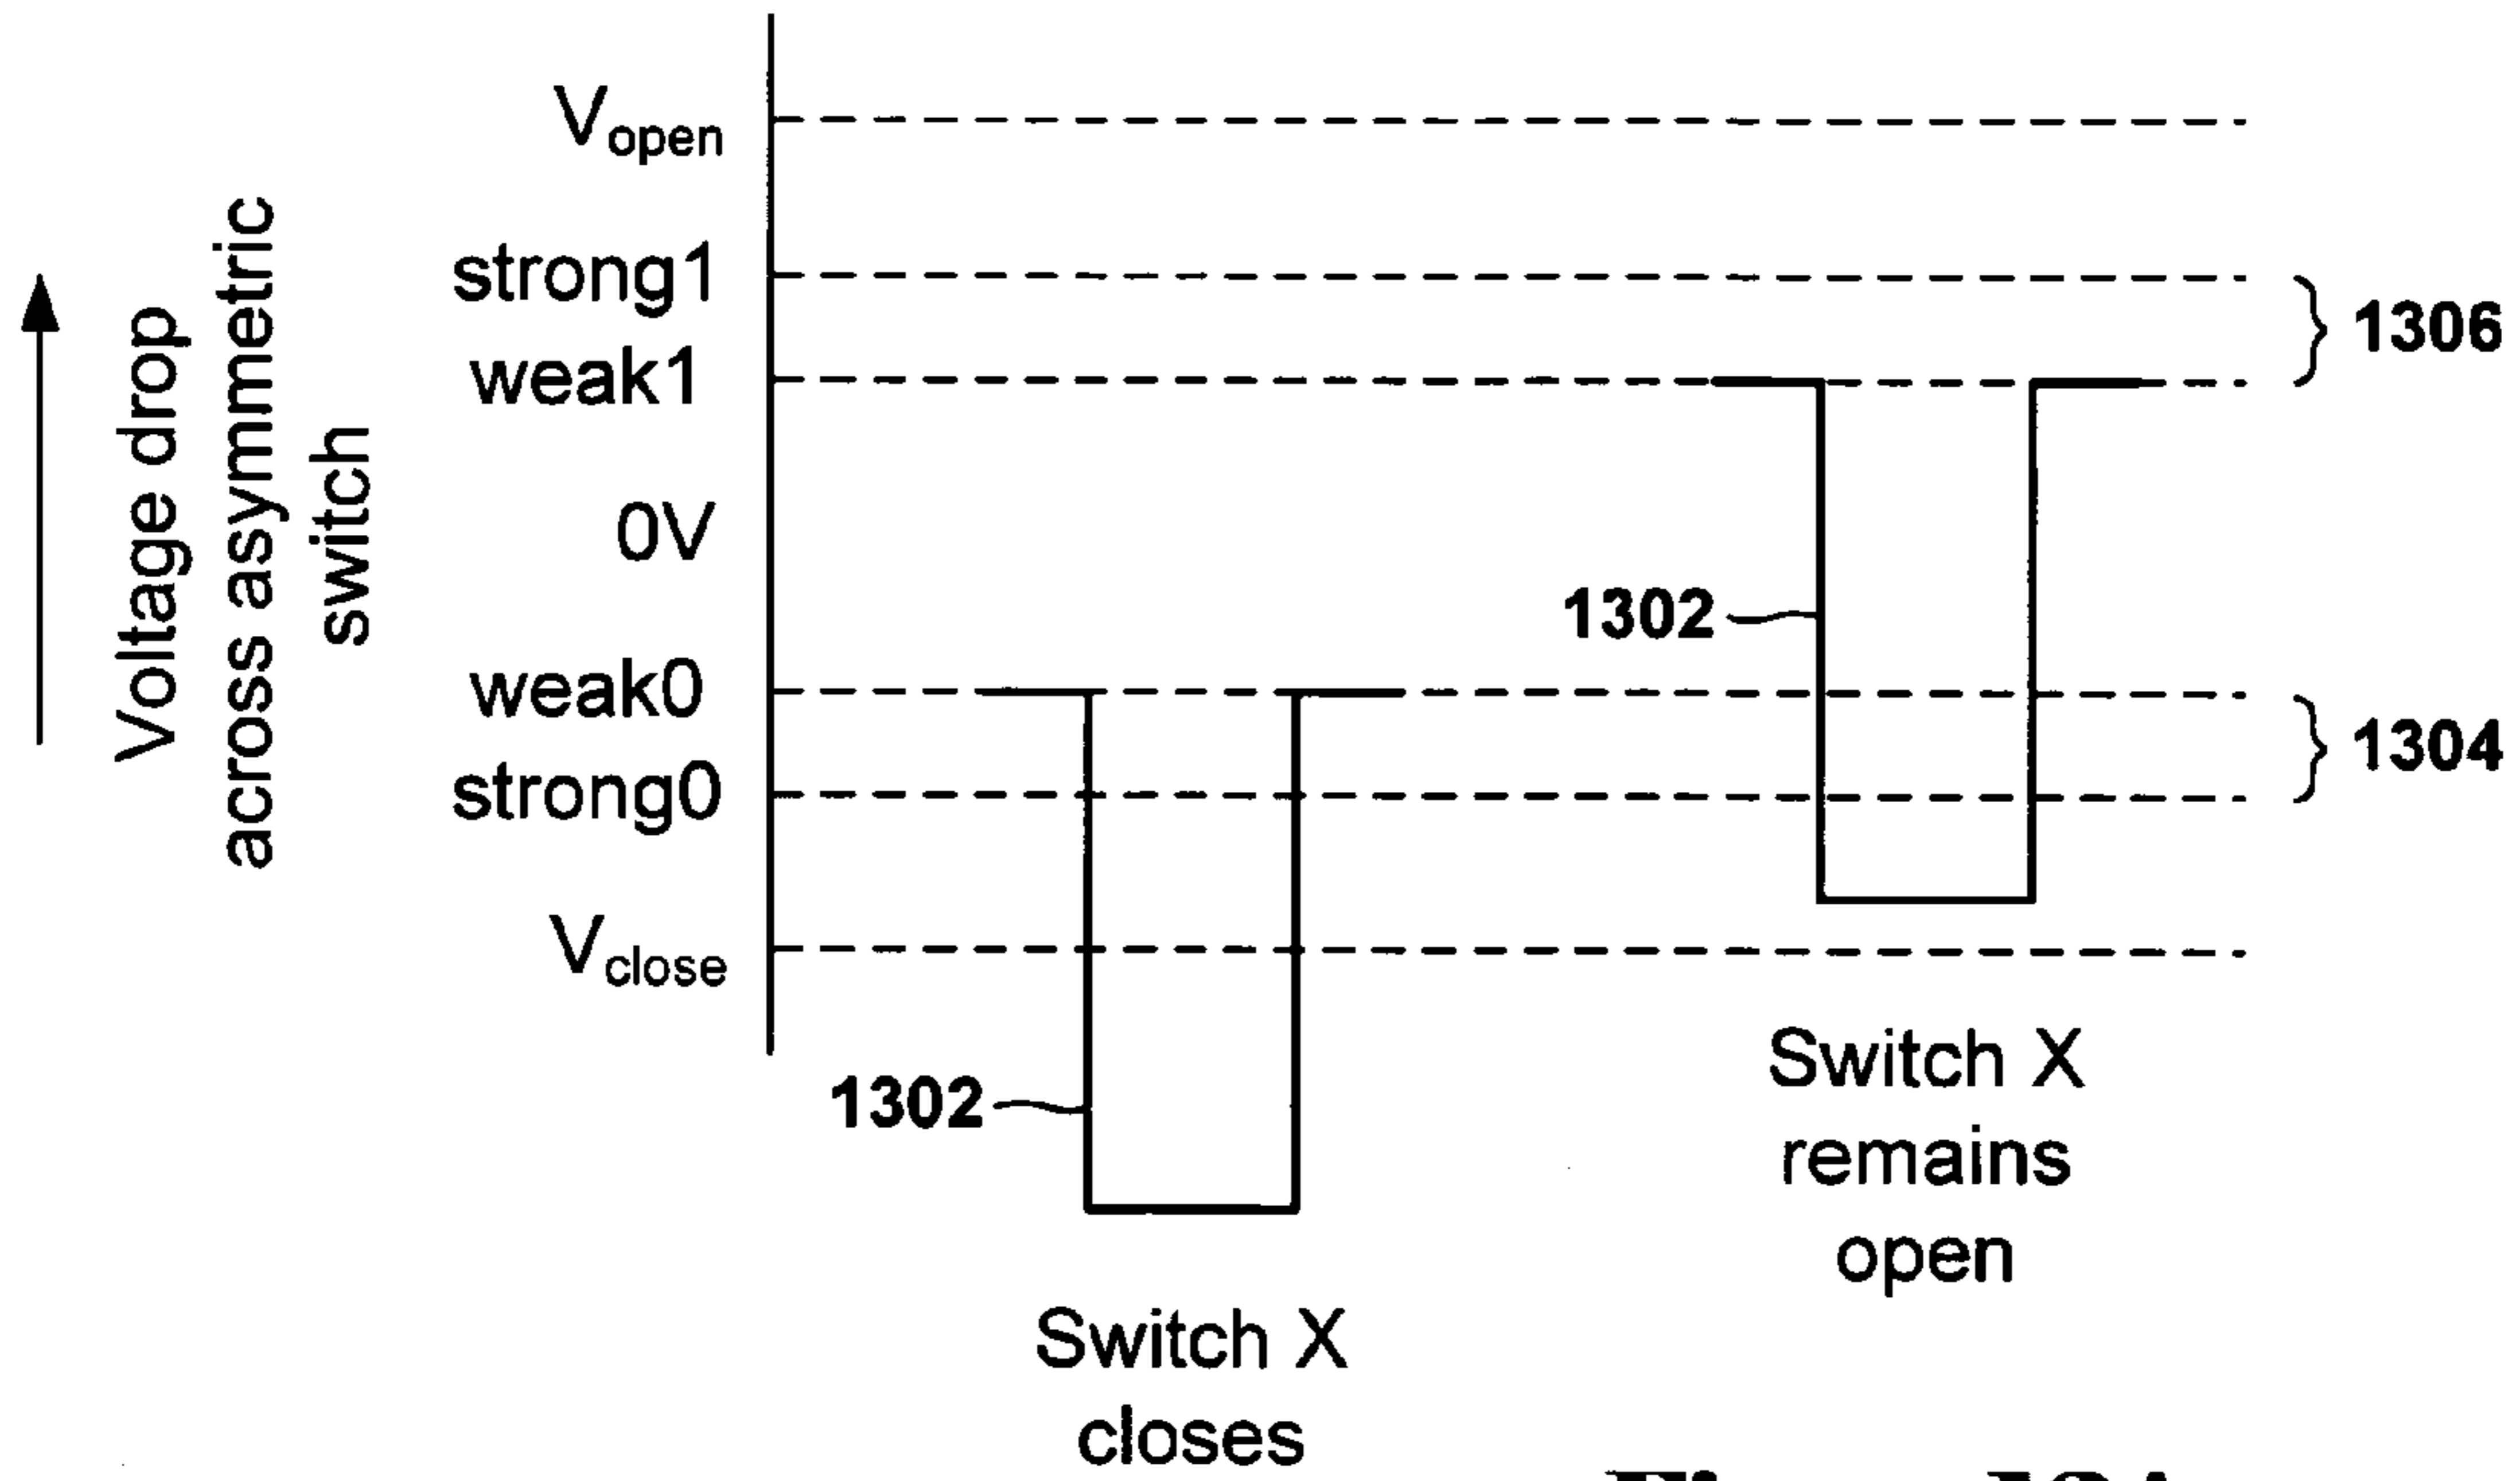 Voltage drop
across asymmetric
switch
Vopen
strong1
weak1
0V
weak0
strong0
Vclose
1306
1302
1304
1302
Switch X
remains
open
Switch X
closes